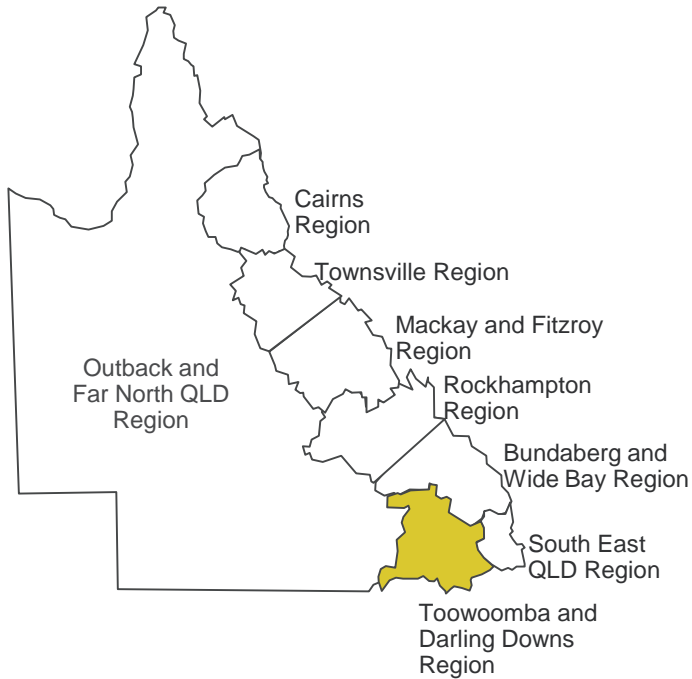 Cairns
Region
Townsville Region
Mackay and Fitzroy
Region
Outback and
Far North QLD
Region
Rockhampton
Region
Bundaberg and
Wide Bay Region
South East
QLD Region
Toowoomba and
Darling Downs
Region